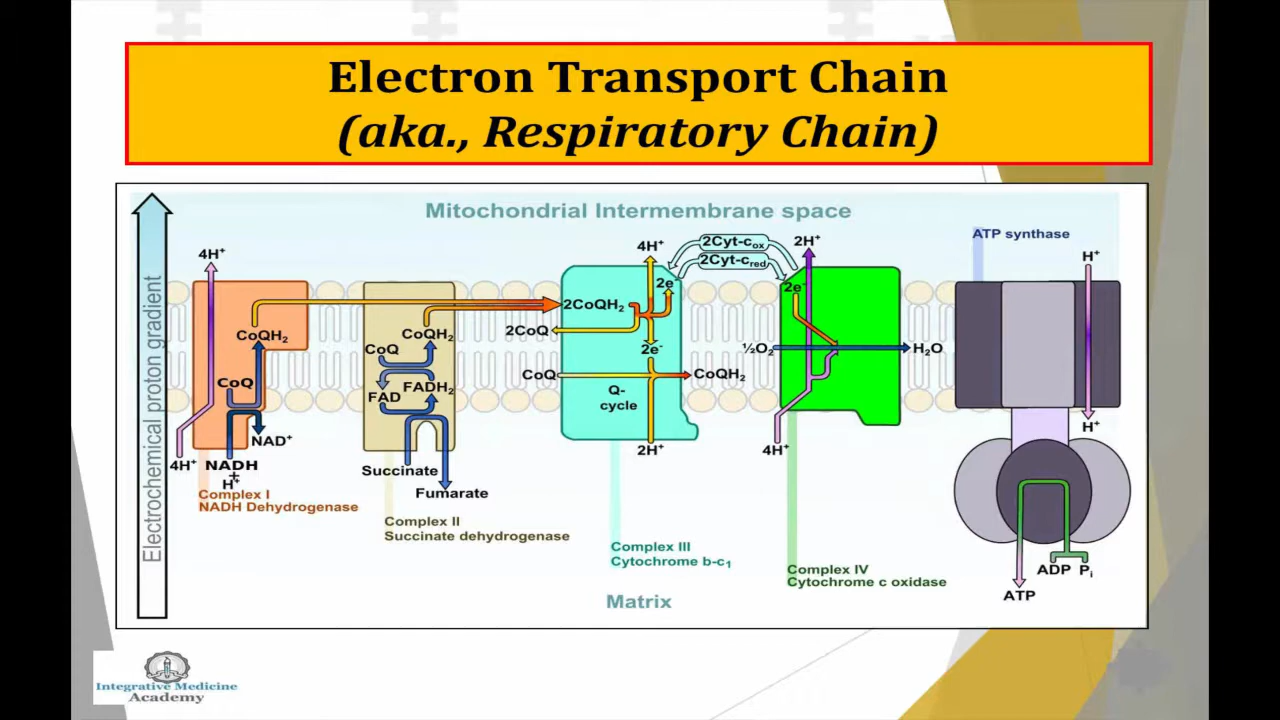 Electron Transport Chain
(aka., Respiratory Chain)
Mitochondrial Intermembrane space
Electrochemical proton gradient
4H⁺
CoQH₂
CoQ
NAD⁺
4H⁺
NADH
+
H⁺
Complex I
NADH Dehydrogenase
CoQH₂
CoQ
FADH₂
FAD
Succinate
Fumarate
Complex II
Succinate dehydrogenase
4H⁺
2Cyt-cox
2Cyt-cred
2e⁻
2CoQH₂
2CoQ
2e⁻
CoQ
CoQH₂
Q-
cycle
2H⁺
Complex III
Cytochrome b-c₁
2H⁺
2e⁻
½O₂
H₂O
4H⁺
Complex IV
Cytochrome c oxidase
ATP synthase
H⁺
H⁺
ADP Pi
ATP
Matrix
Integrative Medicine
Academy